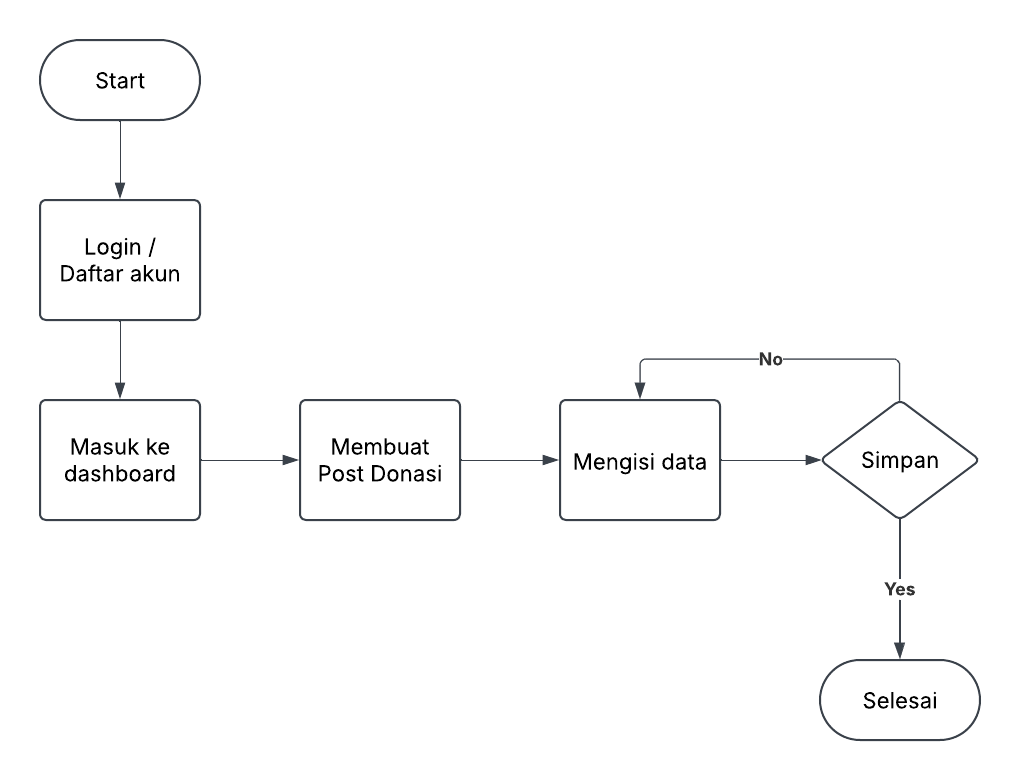 Start
Login /
Daftar akun
Masuk ke
dashboard
Membuat
Post Donasi
Mengisi data
No
Simpan
Yes
Selesai